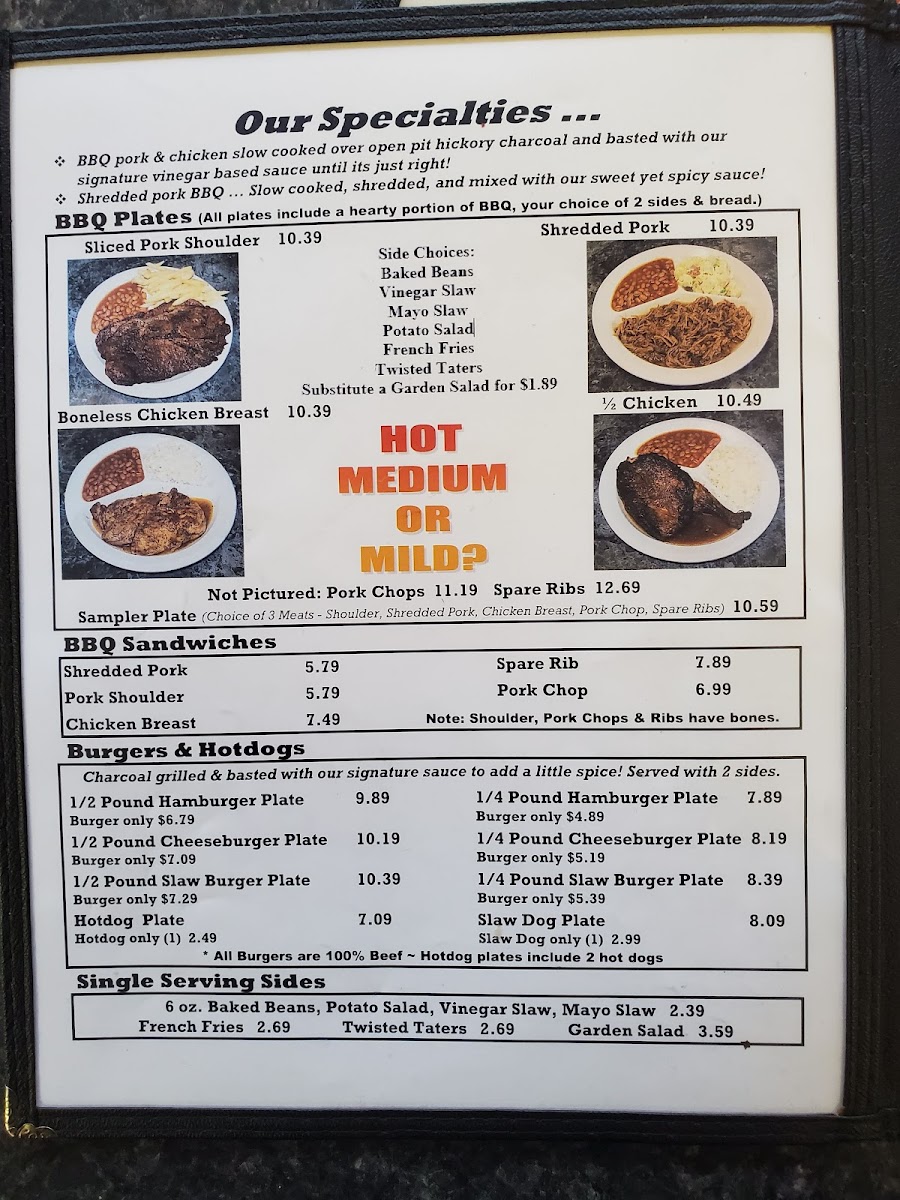 Our Specialties ...
❖ BBQ pork & chicken slow cooked over open pit hickory charcoal and basted with our
signature vinegar based sauce until its just right!
❖ Shredded pork BBQ ... Slow cooked, shredded, and mixed with our sweet yet spicy sauce!
BBQ Plates (All plates include a hearty portion of BBQ, your choice of 2 sides & bread.)
Sliced Pork Shoulder 10.39
Shredded Pork 10.39
Side Choices:
Baked Beans
Vinegar Slaw
Mayo Slaw
Potato Salad
French Fries
Twisted Taters
Substitute a Garden Salad for $1.89
Boneless Chicken Breast 10.39
½ Chicken 10.49
HOT
MEDIUM
OR
MILD?
Not Pictured: Pork Chops 11.19 Spare Ribs 12.69
Sampler Plate (Choice of 3 Meats - Shoulder, Shredded Pork, Chicken Breast, Pork Chop, Spare Ribs) 10.59
BBQ Sandwiches
Shredded Pork 5.79 Spare Rib 7.89
Pork Shoulder 5.79 Pork Chop 6.99
Chicken Breast 7.49 Note: Shoulder, Pork Chops & Ribs have bones.
Burgers & Hotdogs
Charcoal grilled & basted with our signature sauce to add a little spice! Served with 2 sides.
1/2 Pound Hamburger Plate 9.89 1/4 Pound Hamburger Plate 7.89
Burger only $6.79 Burger only $4.89
1/2 Pound Cheeseburger Plate 10.19 1/4 Pound Cheeseburger Plate 8.19
Burger only $7.09 Burger only $5.19
1/2 Pound Slaw Burger Plate 10.39 1/4 Pound Slaw Burger Plate 8.39
Burger only $7.29 Burger only $5.39
Hotdog Plate 7.09 Slaw Dog Plate 8.09
Hotdog only (1) 2.49 Slaw Dog only (1) 2.99
* All Burgers are 100% Beef ~ Hotdog plates include 2 hot dogs
Single Serving Sides
6 oz. Baked Beans, Potato Salad, Vinegar Slaw, Mayo Slaw 2.39
French Fries 2.69 Twisted Taters 2.69 Garden Salad 3.59